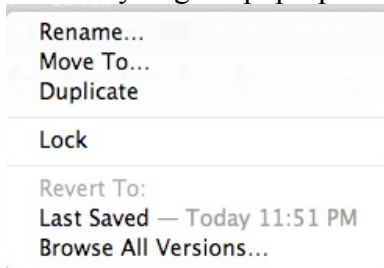 Rename...
Move To...
Duplicate
Lock
Revert To:
Last Saved — Today 11:51 PM
Browse All Versions...